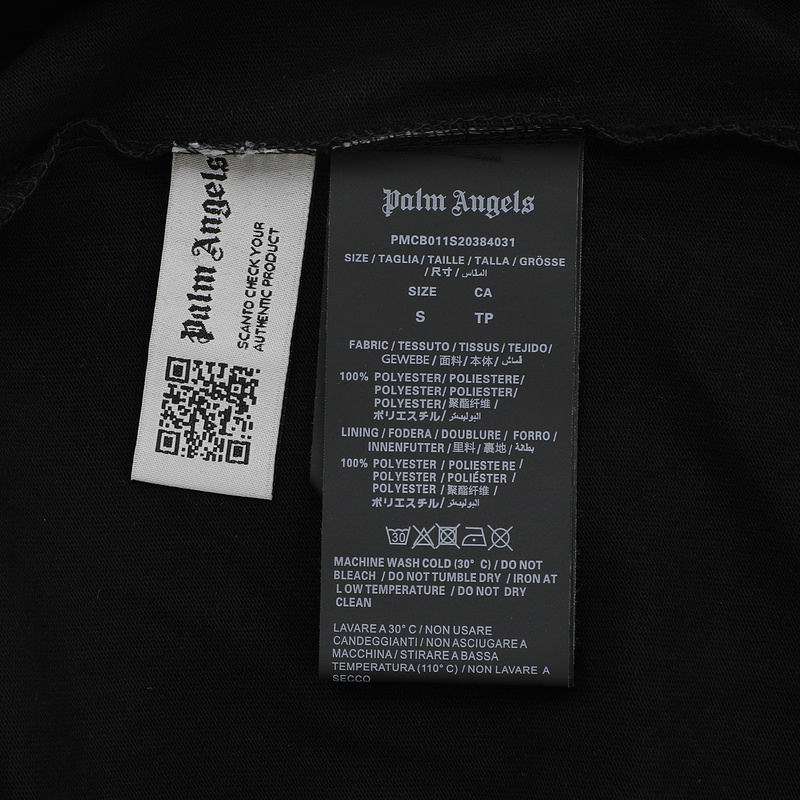 Palm Angels
SCANTO CHECK YOUR
AUTHENTIC PRODUCT
Palm Angels
PMCB011S20384031
SIZE / TAGLIA / TAILLE / TALLA / GRÖSSE
/ 尺寸 / المقاس
SIZE CA
S TP
FABRIC / TESSUTO / TISSUS / TEJIDO/
GEWEBE / 面料 / 本体 / قماش
100% POLYESTER/ POLIESTERE/
POLYESTER/ POLIESTER/
POLYESTER/ 聚酯纤维 /
ポリエステル/ البوليستر
LINING / FODERA / DOUBLURE / FORRO /
INNENFUTTER / 里料 / 裏地 / بطانة
100% POLYESTER / POLIESTERE /
POLYESTER / POLIÉSTER /
POLYESTER / 聚酯纤维 /
ポリエステル/ البوليستر
30
MACHINE WASH COLD (30° C) / DO NOT
BLEACH / DO NOT TUMBLE DRY / IRON AT
LOW TEMPERATURE / DO NOT DRY
CLEAN
LAVARE A 30° C / NON USARE
CANDEGGIANTI / NON ASCIUGARE A
MACCHINA / STIRARE A BASSA
TEMPERATURA (110° C) / NON LAVARE A
SECCO